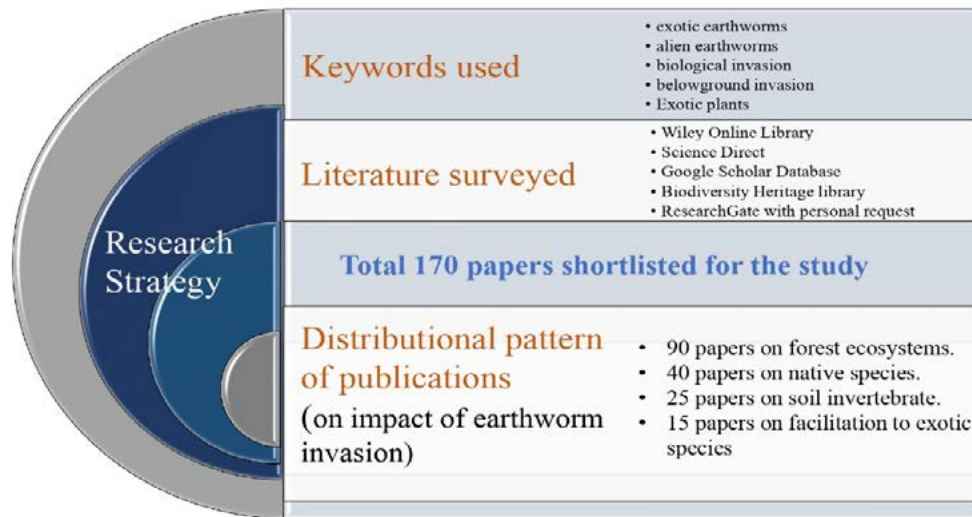 Research
Strategy
Keywords used
• exotic earthworms
• alien earthworms
• biological invasion
• belowground invasion
• Exotic plants
Literature surveyed
• Wiley Online Library
• Science Direct
• Google Scholar Database
• Biodiversity Heritage library
• ResearchGate with personal request
Total 170 papers shortlisted for the study
Distributional pattern
of publications
(on impact of earthworm
invasion)
• 90 papers on forest ecosystems.
• 40 papers on native species.
• 25 papers on soil invertebrate.
• 15 papers on facilitation to exotic
species